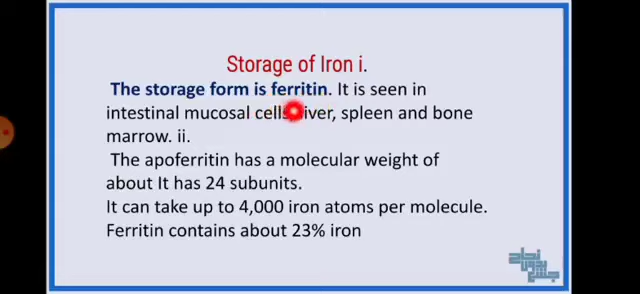 Storage of Iron i.
The storage form is ferritin. It is seen in
intestinal mucosal cells liver, spleen and bone
marrow. ii.
The apoferritin has a molecular weight of
about It has 24 subunits.
It can take up to 4,000 iron atoms per molecule.
Ferritin contains about 23% iron